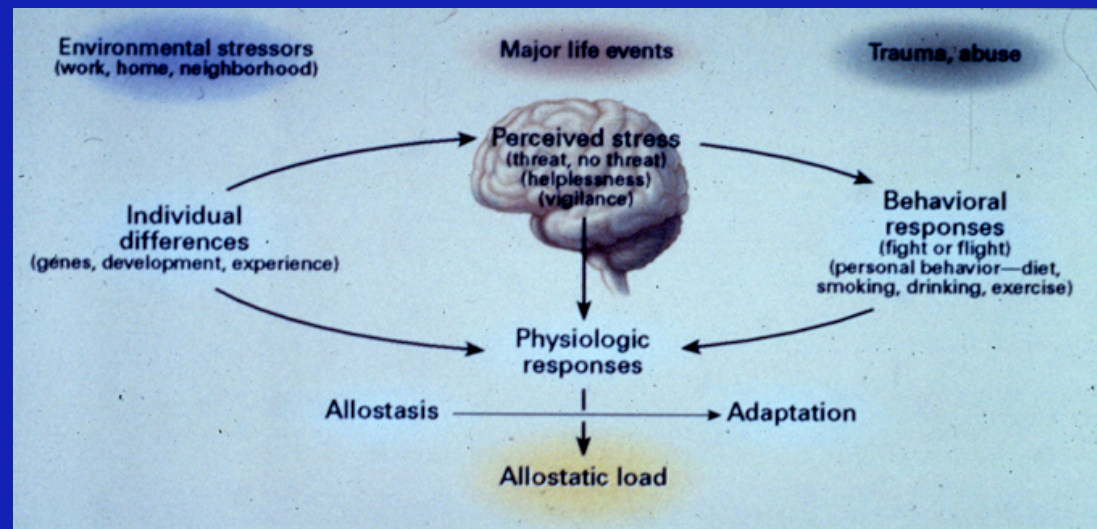 Environmental stressors
(work, home, neighborhood)
Major life events
Trauma, abuse
Perceived stress
(threat, no threat)
(helplessness)
(vigilance)
Individual
differences
(genes, development, experience)
Behavioral
responses
(fight or flight)
(personal behavior—diet,
smoking, drinking, exercise)
Physiologic
responses
Allostasis
Adaptation
Allostatic load